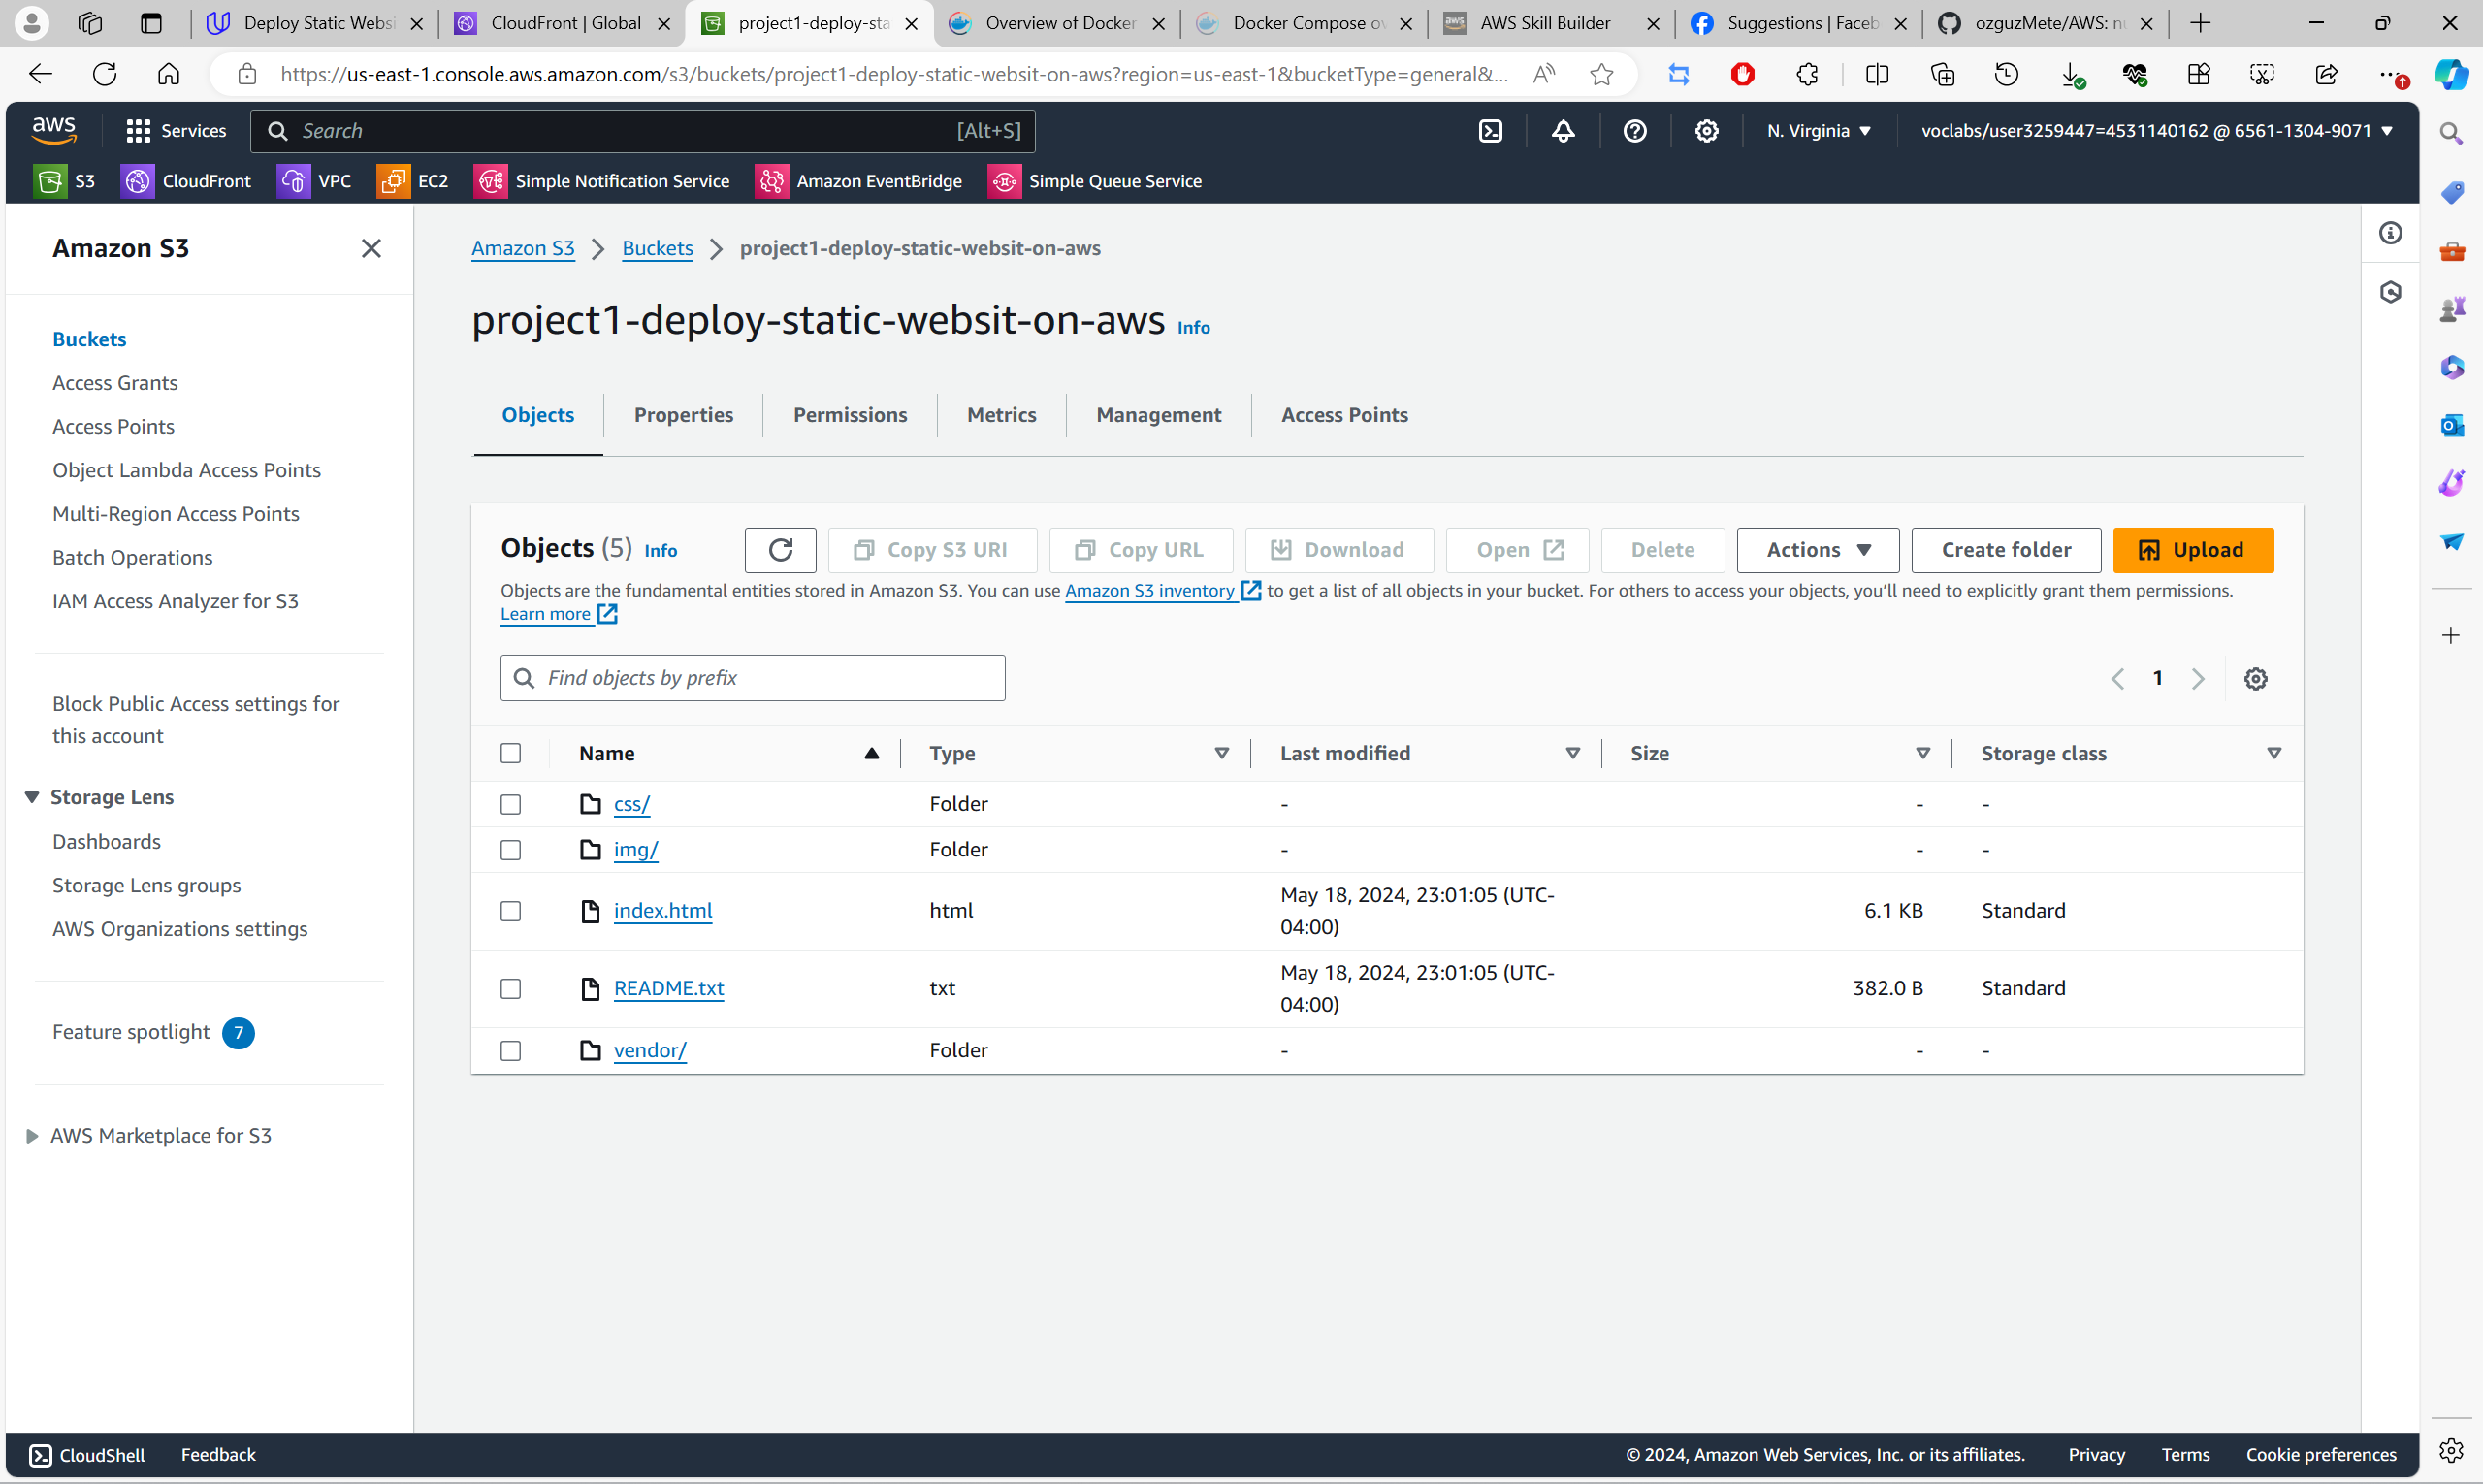 Deploy Static Websi
CloudFront | Global
project1-deploy-sta
Overview of Docker
Docker Compose ov
AWS Skill Builder
Suggestions | Faceb
ozguzMete/AWS: nu
https://us-east-1.console.aws.amazon.com/s3/buckets/project1-deploy-static-websit-on-aws?region=us-east-1&bucketType=general&...
aws
Services
Search
[Alt+S]
N. Virginia
voclabs/user3259447=4531140162 @ 6561-1304-9071
S3
CloudFront
VPC
EC2
Simple Notification Service
Amazon EventBridge
Simple Queue Service
Amazon S3
Buckets
Access Grants
Access Points
Object Lambda Access Points
Multi-Region Access Points
Batch Operations
IAM Access Analyzer for S3
Block Public Access settings for
this account
Storage Lens
Dashboards
Storage Lens groups
AWS Organizations settings
Feature spotlight 7
AWS Marketplace for S3
Amazon S3 > Buckets > project1-deploy-static-websit-on-aws
project1-deploy-static-websit-on-aws Info
Objects
Properties
Permissions
Metrics
Management
Access Points
Objects (5) Info
Copy S3 URI
Copy URL
Download
Open
Delete
Actions
Create folder
Upload
Objects are the fundamental entities stored in Amazon S3. You can use Amazon S3 inventory to get a list of all objects in your bucket. For others to access your objects, you'll need to explicitly grant them permissions.
Learn more
Find objects by prefix
1
Name Type Last modified Size Storage class
css/ Folder - - -
img/ Folder - - -
index.html html May 18, 2024, 23:01:05 (UTC-
04:00) 6.1 KB Standard
README.txt txt May 18, 2024, 23:01:05 (UTC-
04:00) 382.0 B Standard
vendor/ Folder - - -
CloudShell
Feedback
© 2024, Amazon Web Services, Inc. or its affiliates.
Privacy
Terms
Cookie preferences